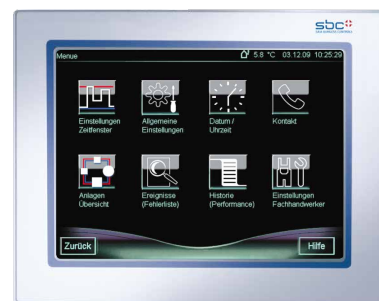 sbc
SAIA BURGESS CONTROLS
Menue
5.8 °C 03.12.09 10:25:29
Einstellungen
Zeitfenster
Allgemeine
Einstellungen
Datum /
Uhrzeit
Kontakt
Anlagen
Übersicht
Ereignisse
(Fehlerliste)
Historie
(Performance)
Einstellungen
Fachhandwerker
Zurück
Hilfe